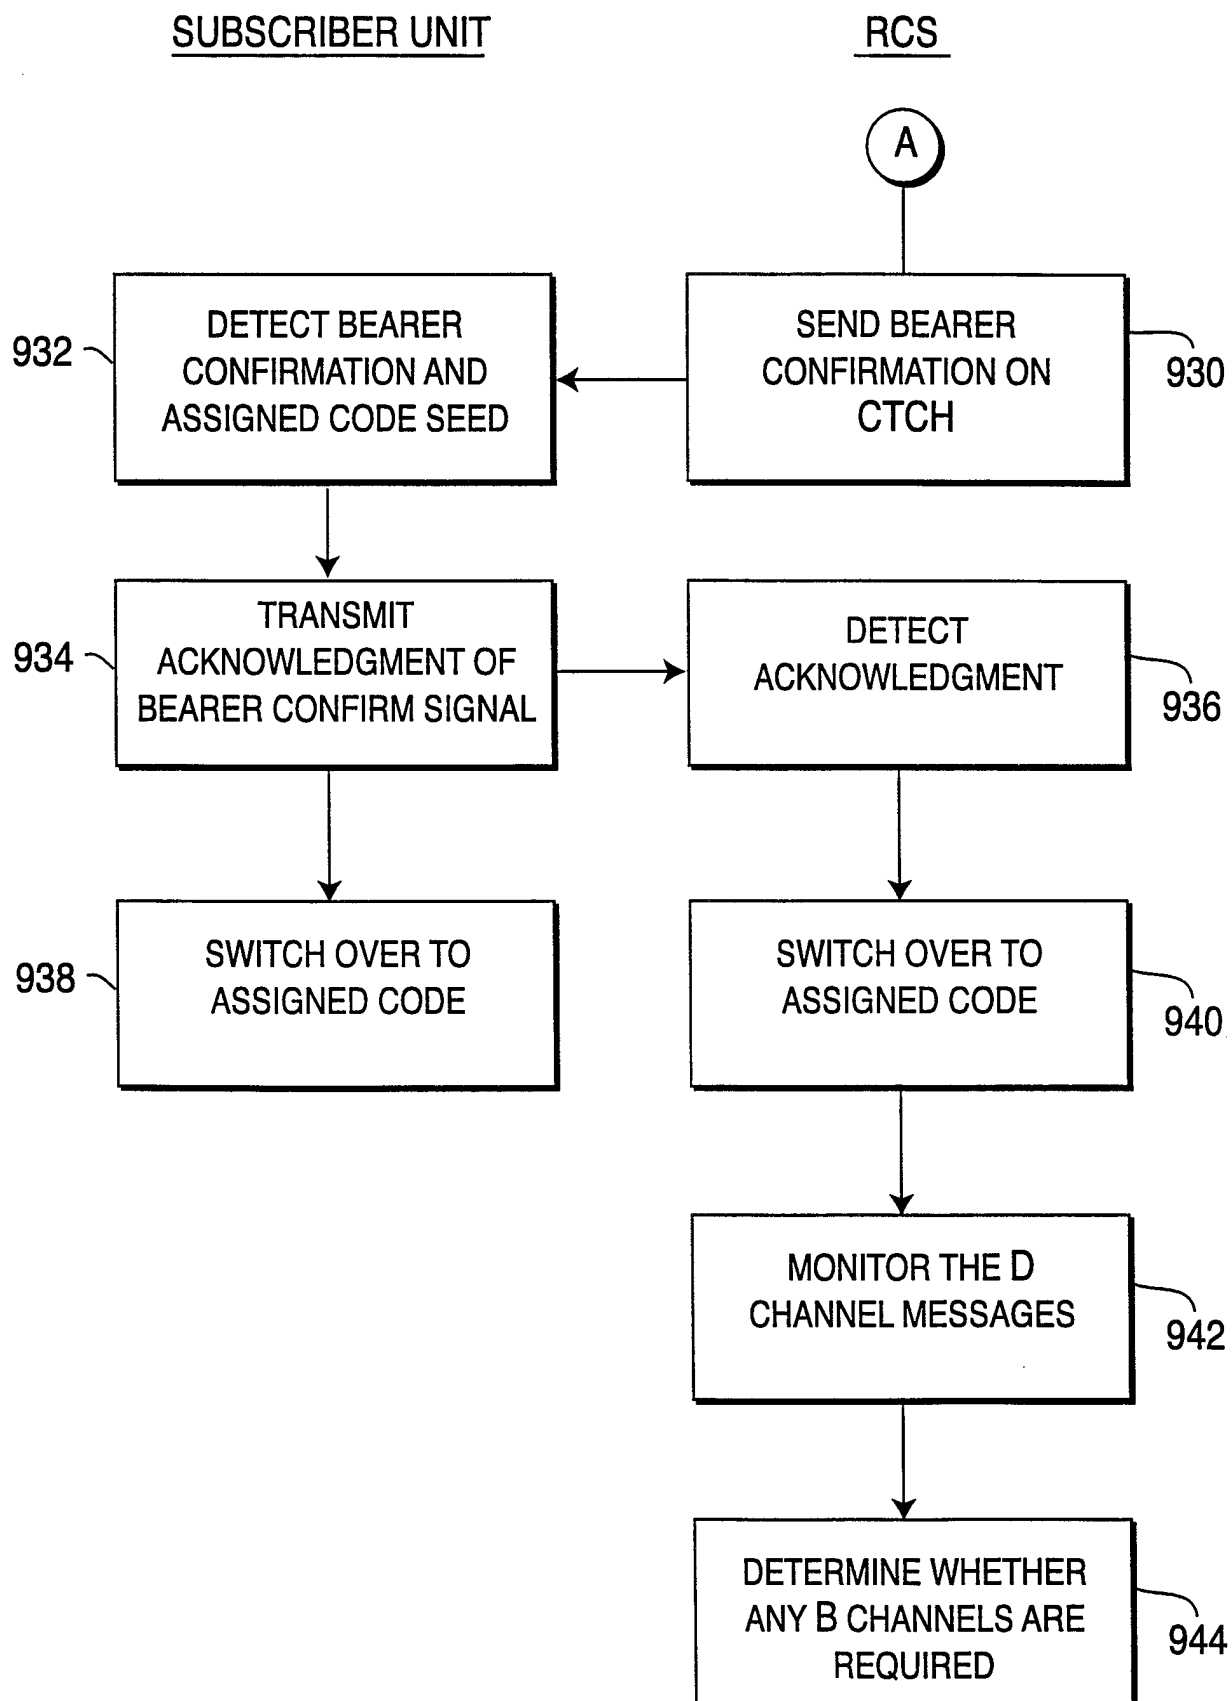 SUBSCRIBER UNIT
RCS
A
932
DETECT BEARER
CONFIRMATION AND
ASSIGNED CODE SEED
SEND BEARER
CONFIRMATION ON
CTCH
930
934
TRANSMIT
ACKNOWLEDGMENT OF
BEARER CONFIRM SIGNAL
DETECT
ACKNOWLEDGMENT
936
938
SWITCH OVER TO
ASSIGNED CODE
SWITCH OVER TO
ASSIGNED CODE
940
MONITOR THE D
CHANNEL MESSAGES
942
DETERMINE WHETHER
ANY B CHANNELS ARE
REQUIRED
944